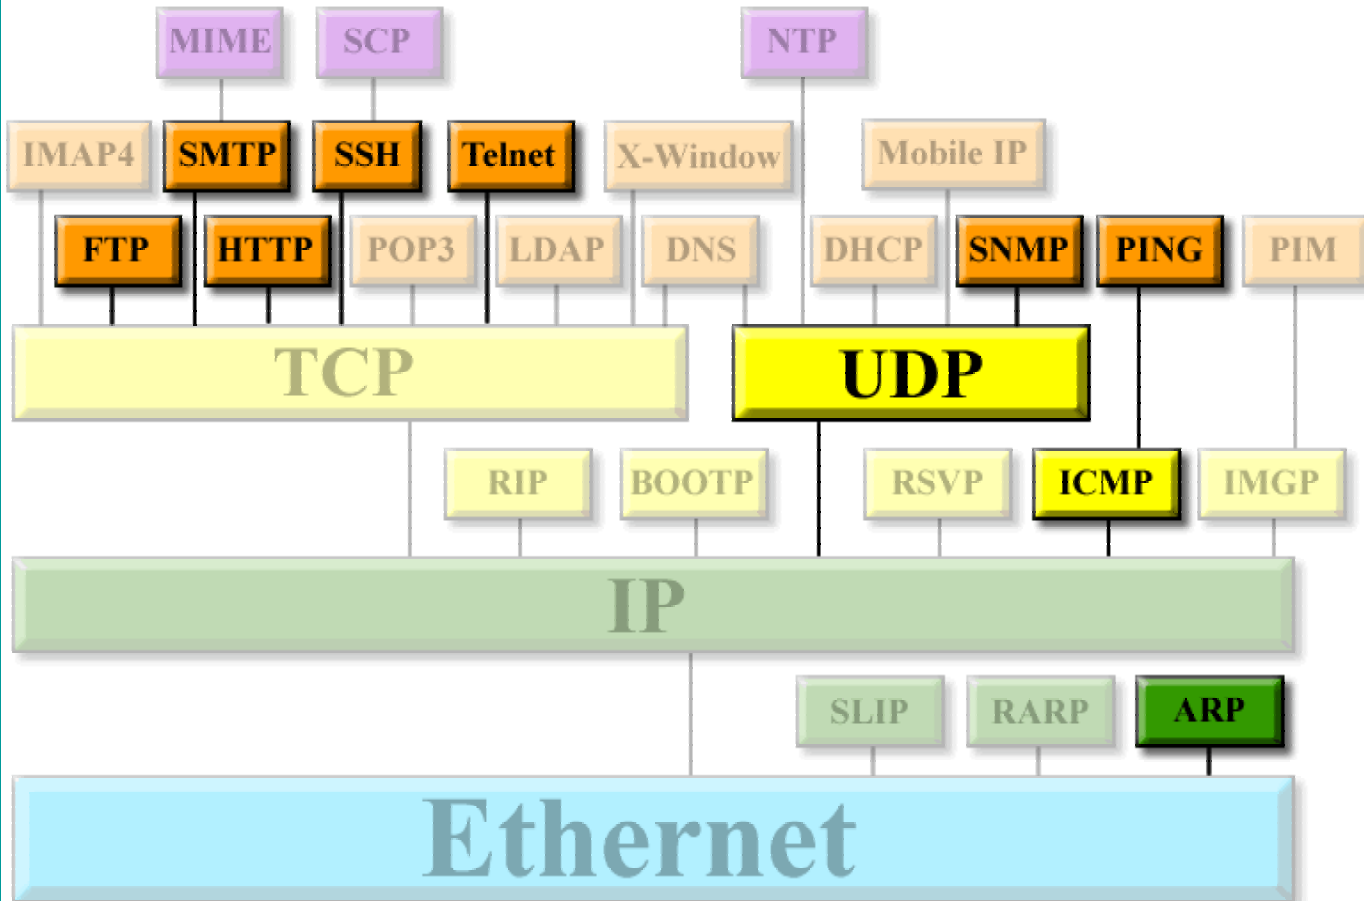 MIME
SCP
NTP
IMAP4
SMTP
SSH
Telnet
X-Window
Mobile IP
FTP
HTTP
POP3
LDAP
DNS
DHCP
SNMP
PING
PIM
TCP
UDP
RIP
BOOTP
RSVP
ICMP
IMGP
IP
SLIP
RARP
ARP
Ethernet